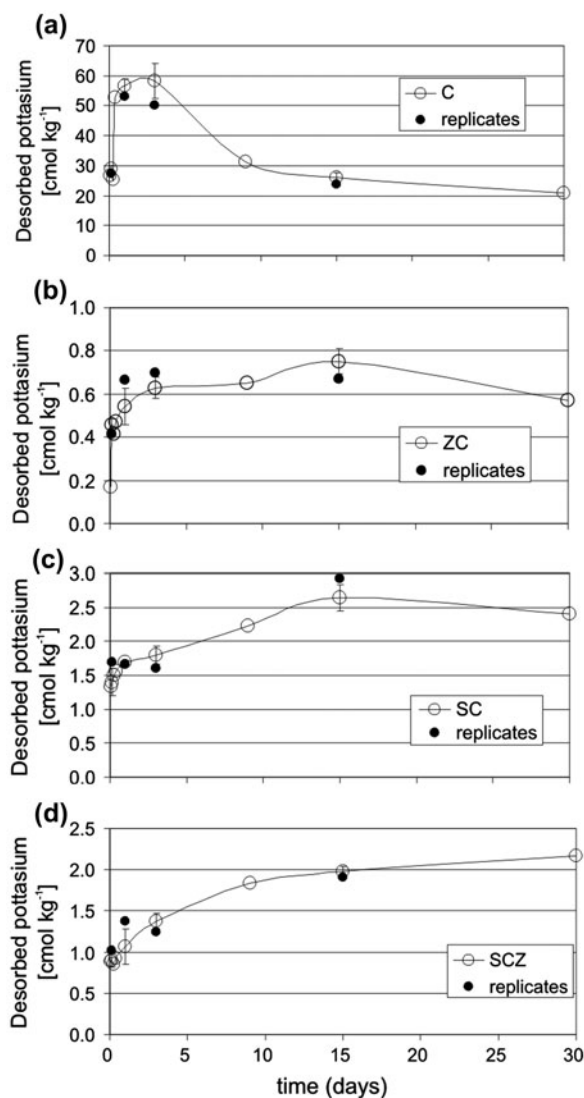 (a)
Desorbed pottasium
[cmol kg-1]
70
60
50
40
30
20
10
0
C
replicates
(b)
Desorbed potassium
[cmol kg-1]
1.0
0.8
0.6
0.4
0.2
0.0
ZC
replicates
(c)
Desorbed pottasium
[cmol kg-1]
3.0
2.5
2.0
1.5
1.0
0.5
0.0
SC
replicates
(d)
Desorbed pottasium
[cmol kg-1]
2.5
2.0
1.5
1.0
0.5
0.0
SCZ
replicates
0 5 10 15 20 25 30
time (days)